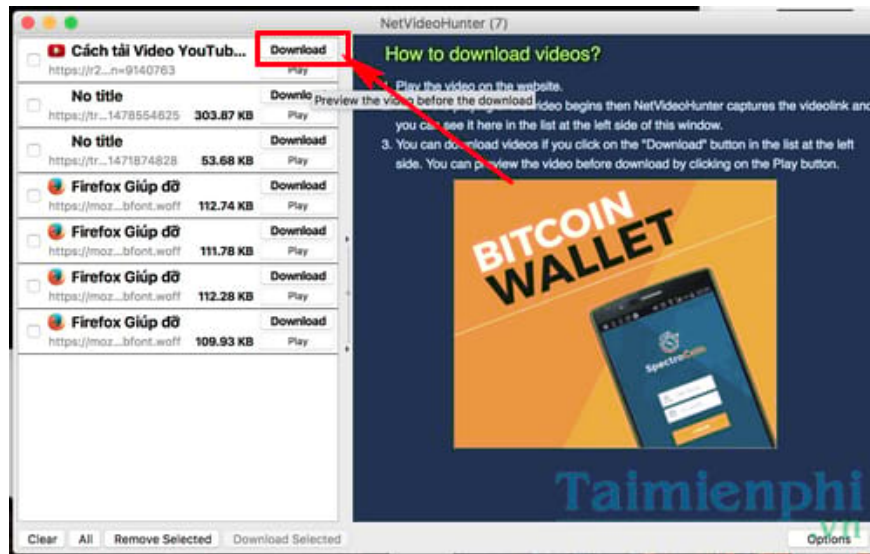 NetVideoHunter (7)
Cách tải Video YouTub...
Download
https://r2...n=9140763
Play
No title
https://tr...1478554625 303.87 KB
Play
No title
Download
https://tr...1471874828 53.68 KB
Play
Firefox Giúp đỡ
Download
https://moz...bfont.woff 112.74 KB
Play
Firefox Giúp đỡ
Download
https://moz...bfont.woff 111.78 KB
Play
Firefox Giúp đỡ
Download
https://moz...bfont.woff 112.28 KB
Play
Firefox Giúp đỡ
Download
https://moz...bfont.woff 109.93 KB
Play
Clear All Remove Selected Download Selected
How to download videos?
Play the video on the website.
Preview the video before the download
video begins then NetVideoHunter captures the videolink and
you can see it here in the list at the left side of this window.
3. You can download videos if you click on the "Download" button in the list at the left
side. You can preview the video before download by clicking on the Play button.
BITCOIN
WALLET
SpectroCoin
Taimienphi
vn
Options